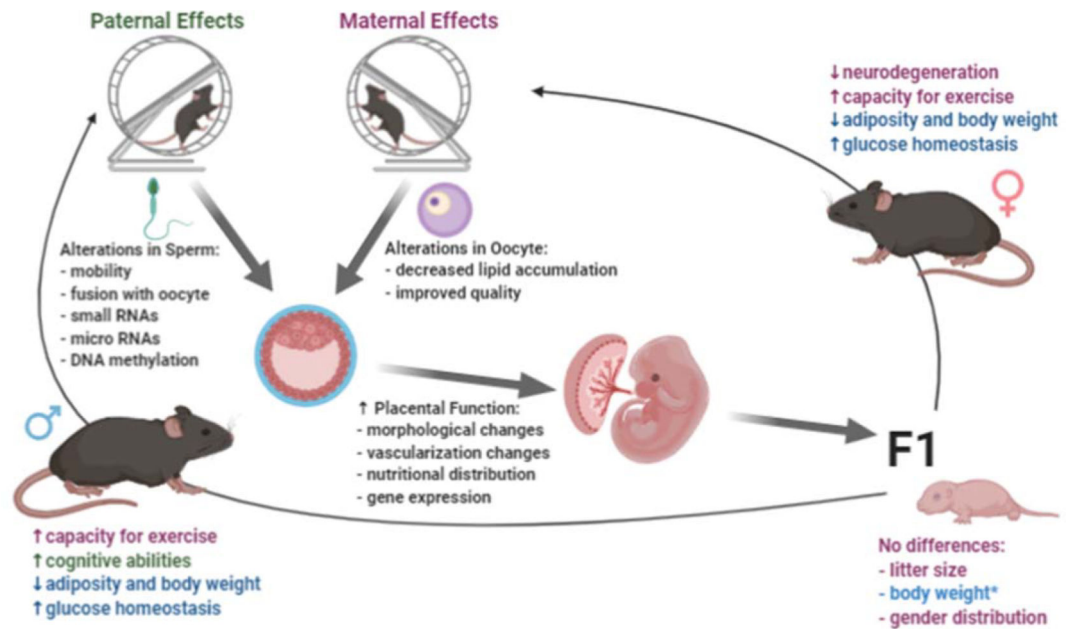 Paternal Effects
Maternal Effects
↓neurodegeneration
↑capacity for exercise
↓adiposity and body weight
↑glucose homeostasis
Alterations in Sperm:
- mobility
- fusion with oocyte
- small RNAs
- micro RNAs
- DNA methylation
Alterations in Oocyte:
- decreased lipid accumulation
- improved quality
↑ Placental Function:
- morphological changes
- vascularization changes
- nutritional distribution
- gene expression
F1
↑capacity for exercise
↑cognitive abilities
↓adiposity and body weight
↑glucose homeostasis
No differences:
- litter size
- body weight*
- gender distribution